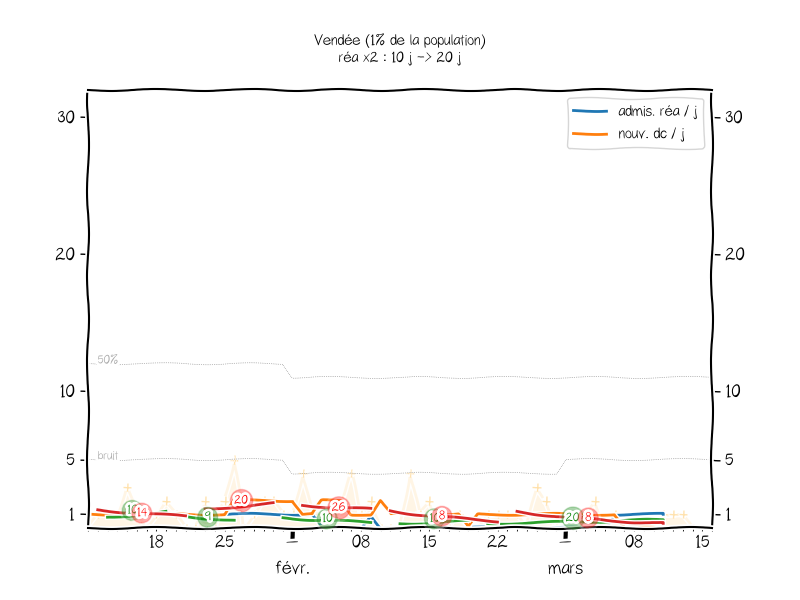 Vendée (1% de la population)
réa x2 : 10 j -> 20 j
admis. réa / j
nouv. dc / j
30 30
20 20
50%
10 10
bruit
5 5
1 1
14 9 20 10 26 8 20 8
18 25 08 15 22 08 15
févr. mars